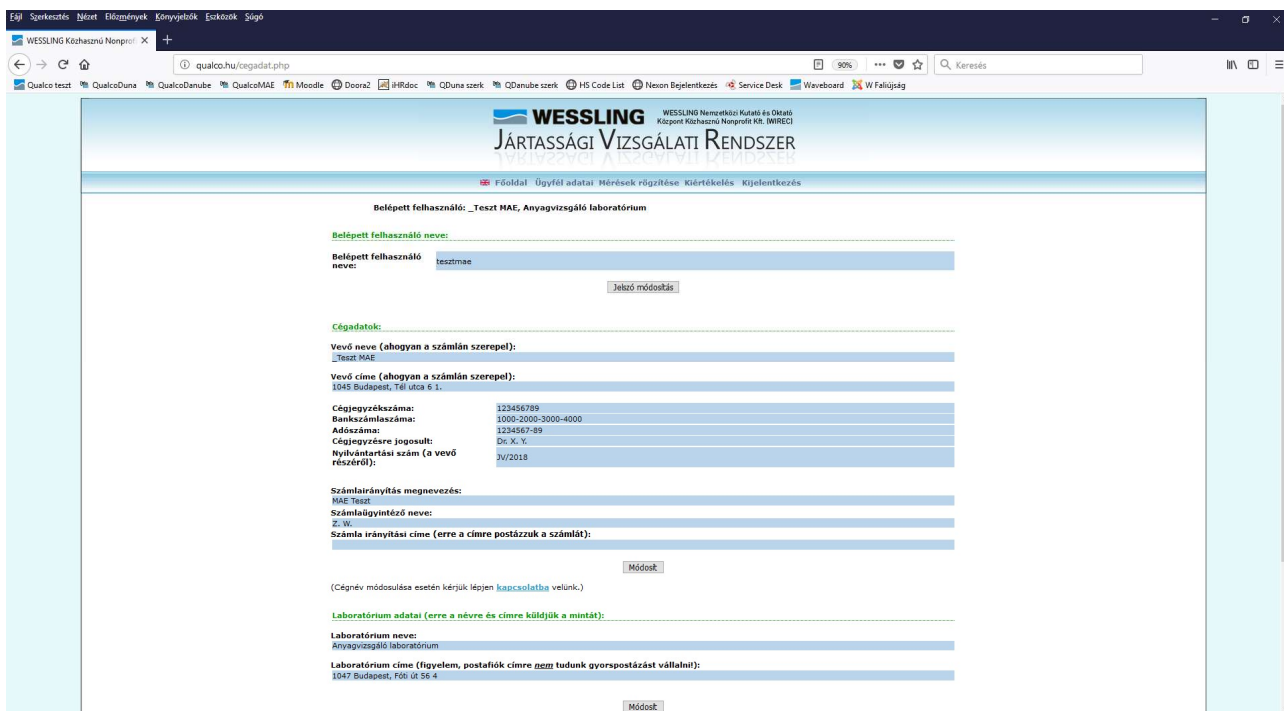 Fájl Szerkesztés Nézet Előzmények Könyvjelzők Eszközök Súgó
WESSLING Közhasznú Nonprofi
qualco.hu/cegadat.php 90% Keresés
Qualco teszt QualcoDuna QualcoDanube QualcoMAE Moodle Doora2 iHRdoc QDuna szerk QDanube szerk HS Code List Nexon Bejelentkezés Service Desk Waveboard W Faliújság
WESSLING WESSLING Nemzetközi Kutató és Oktató
Központ Közhasznú Nonprofit Kft. (WIREC)
JÁRTASSÁGI VIZSGÁLATI RENDSZER
Főoldal Ügyfél adatai Mérések rögzítése Kiértékelés Kijelentkezés
Belépett felhasználó: _Teszt MAE, Anyagvizsgáló laboratórium
Belépett felhasználó neve:
Belépett felhasználó neve: tesztmae
Jelszó módosítás
Cégadatok:
Vevő neve (ahogyan a számlán szerepel):
_Teszt MAE
Vevő címe (ahogyan a számlán szerepel):
1045 Budapest, Tél utca 6 1.
Cégjegyzékszáma: 123456789
Bankszámlaszáma: 1000-2000-3000-4000
Adószáma: 1234567-89
Cégjegyzésre jogosult: Dr. X. Y.
Nyilvántartási szám (a vevő részéről): JV/2018
Számlairányítás megnevezés:
MAE Teszt
Számlaügyintéző neve:
Z. W.
Számla irányítási címe (erre a címre postázzuk a számlát):
Módosít
(Cégnév módosulása esetén kérjük lépjen kapcsolatba velünk.)
Laboratórium adatai (erre a névre és címre küldjük a mintát):
Laboratórium neve:
Anyagvizsgáló laboratórium
Laboratórium címe (figyelem, postafiók címre nem tudunk gyorspostázást vállalni!):
1047 Budapest, Fóti út 56 4
Módosít